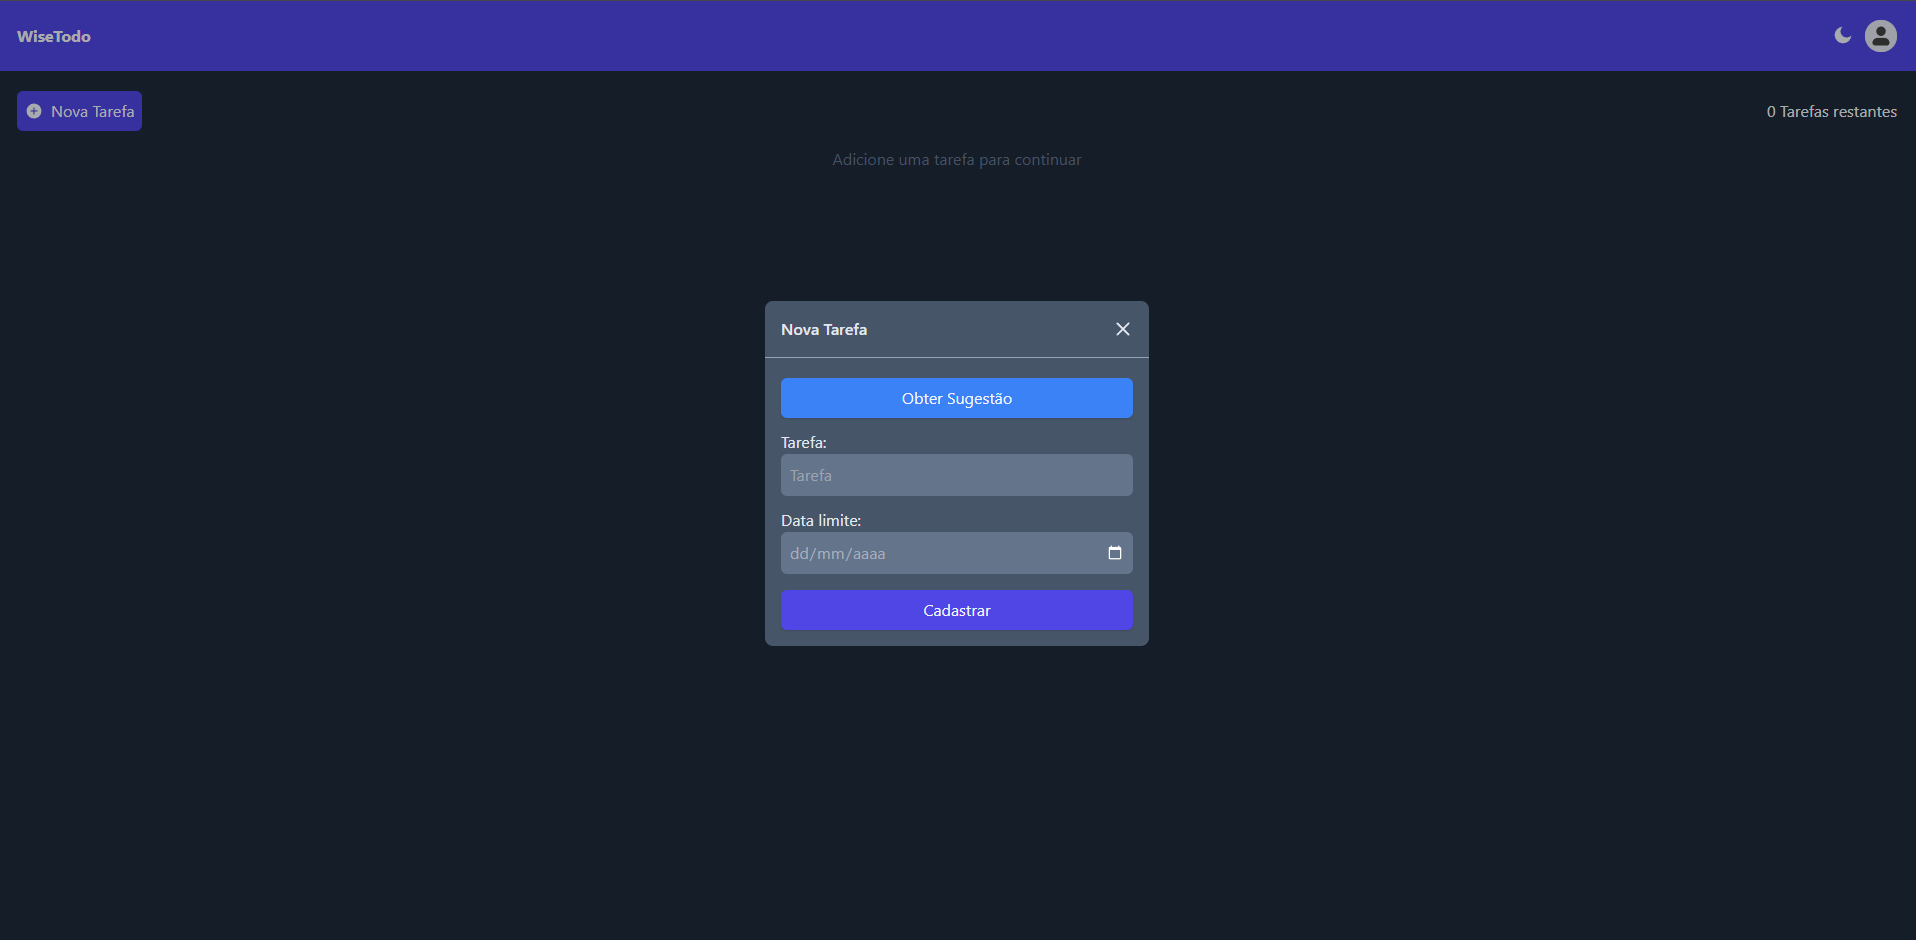 WiseTodo
Nova Tarefa
0 Tarefas restantes
Adicione uma tarefa para continuar
Nova Tarefa
Obter Sugestão
Tarefa:
Tarefa
Data limite:
dd/mm/aaaa
Cadastrar